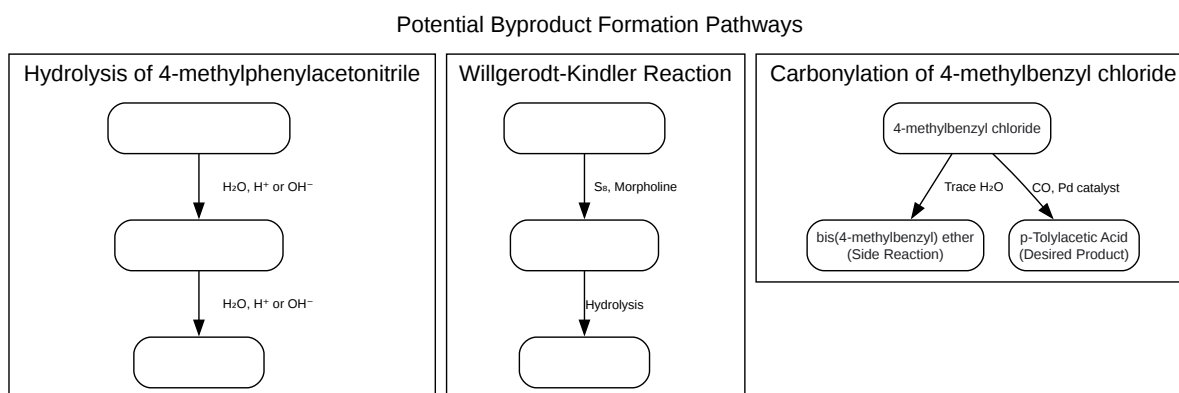 Potential Byproduct Formation Pathways
Hydrolysis of 4-methylphenylacetonitrile
H₂O, H⁺ or OH⁻
H₂O, H⁺ or OH⁻
Willgerodt-Kindler Reaction
S₈, Morpholine
Hydrolysis
Carbonylation of 4-methylbenzyl chloride
4-methylbenzyl chloride
Trace H₂O
CO, Pd catalyst
bis(4-methylbenzyl) ether
(Side Reaction)
p-Tolylacetic Acid
(Desired Product)